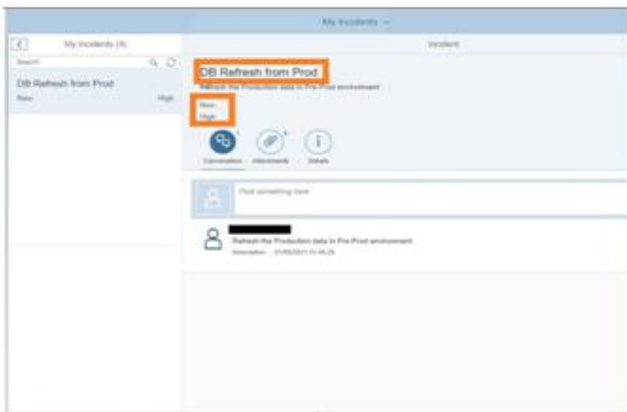 My Incidents
My Incidents (4)
Incident
Search
DB Refresh from Prod
New
High
DB Refresh from Prod
Refresh the Production data in Pre-Prod environment
New
High
Conversation
Attachments
Details
Post something here
Refresh the Production data in Pre-Prod environment
Description